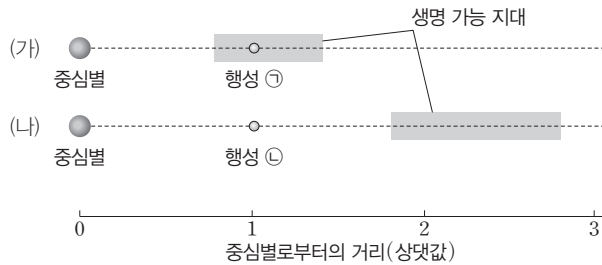 생명 가능 지대
(가)
중심별
행성 ㉠
(나)
중심별
행성 ㉡
0 1 2 3
중심별로부터의 거리(상댓값)